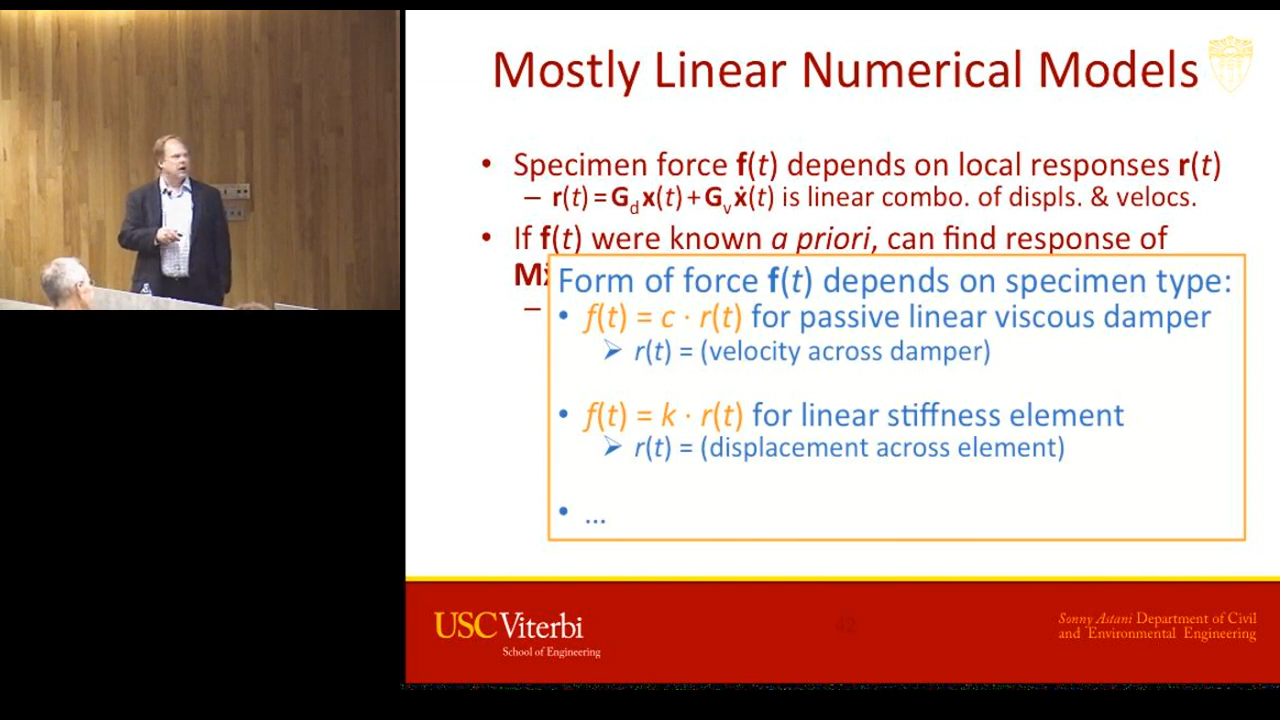 Mostly Linear Numerical Models
• Specimen force f(t) depends on local responses r(t)
– r(t) = G_d x(t) + G_v ẋ(t) is linear combo. of displs. & velocs.
• If f(t) were known a priori, can find response of
M
–
Form of force f(t) depends on specimen type:
• f(t) = c · r(t) for passive linear viscous damper
➢ r(t) = (velocity across damper)
• f(t) = k · r(t) for linear stiffness element
➢ r(t) = (displacement across element)
• ...
USC Viterbi
School of Engineering
42
Sonny Astani Department of Civil
and Environmental Engineering